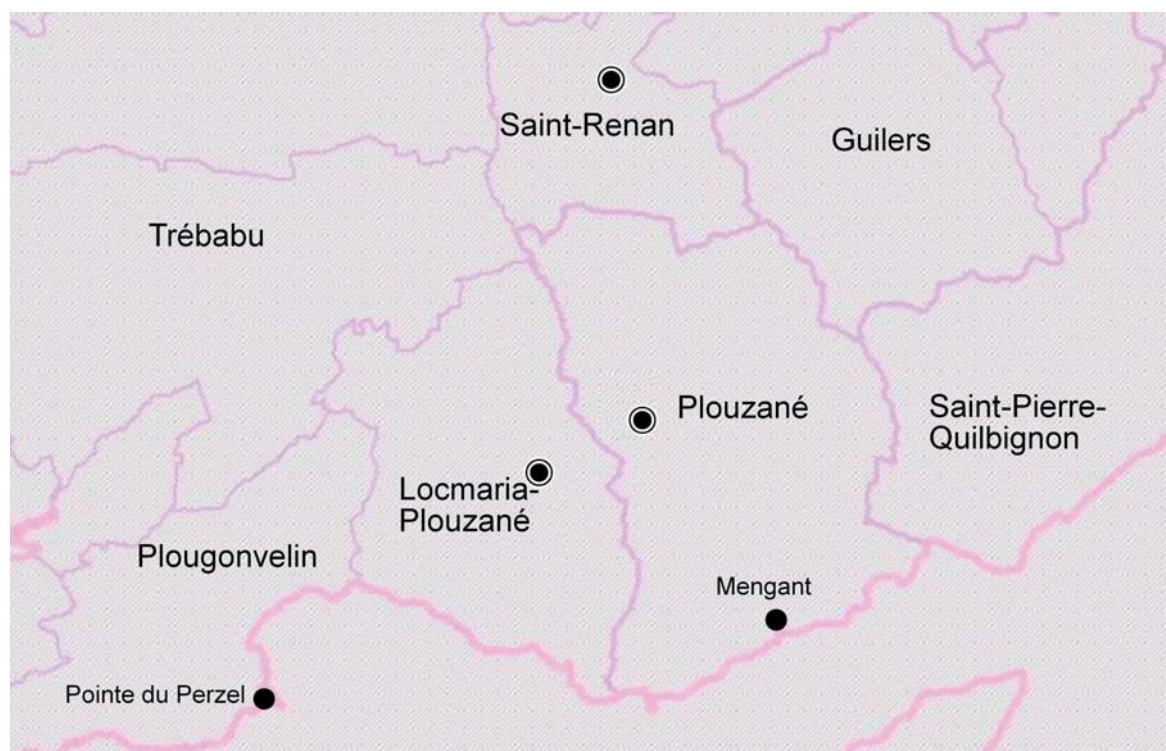 Saint-Renan
Guilers
Trébabu
Plouzané
Saint-Pierre-
Quilbignon
Locmaria-
Plouzané
Plougonvelin
Mengant
Pointe du Perzel